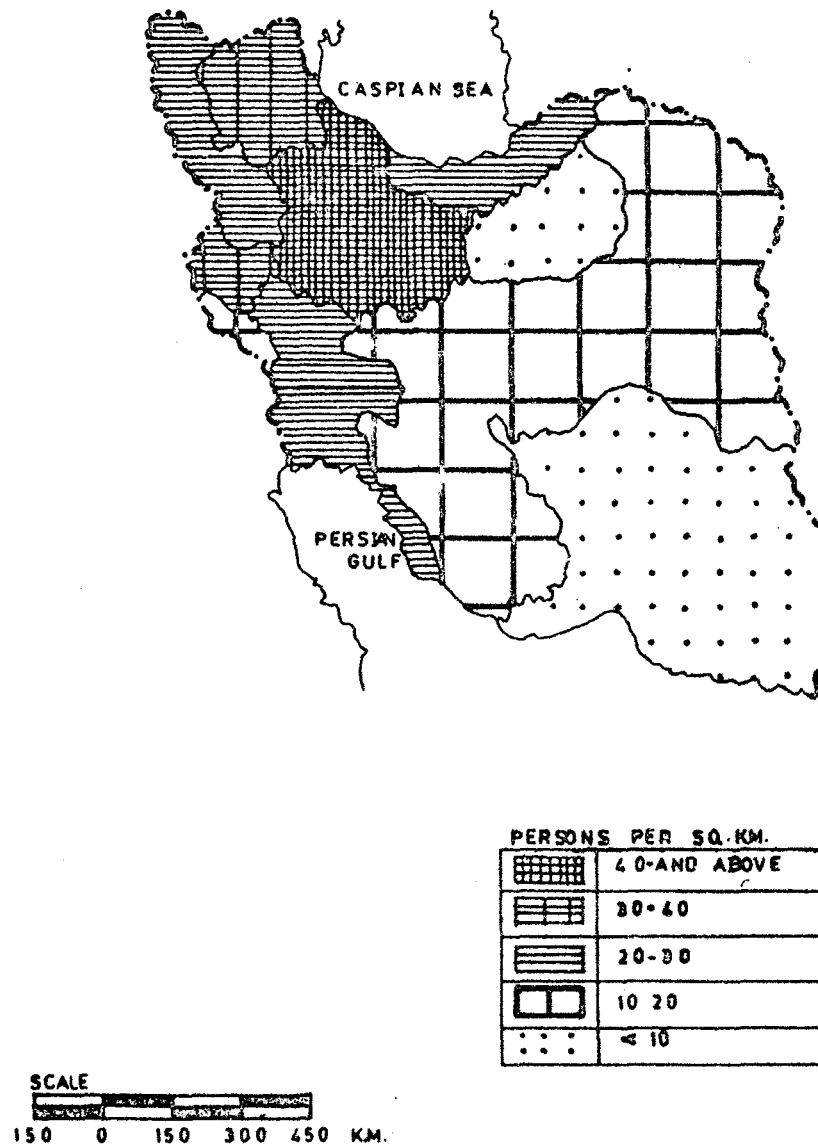 CASPIAN SEA
PERSIAN
GULF
PERSONS PER SQ.KM.
40-AND ABOVE
30-40
20-30
10 20
< 10
SCALE
150 0 150 300 450 K.M.